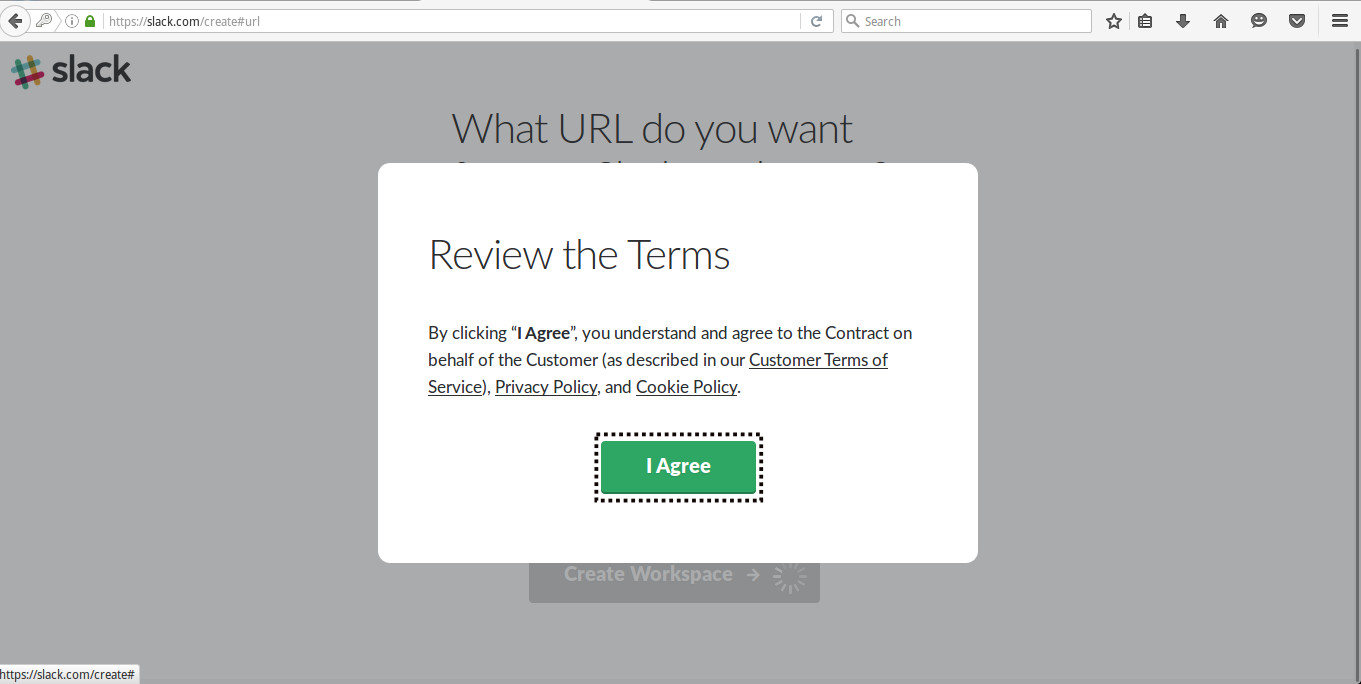 https://slack.com/create#url
Search
slack
What URL do you want
Review the Terms
By clicking “I Agree”, you understand and agree to the Contract on
behalf of the Customer (as described in our Customer Terms of
Service), Privacy Policy, and Cookie Policy.
I Agree
Create Workspace →
https://slack.com/create#